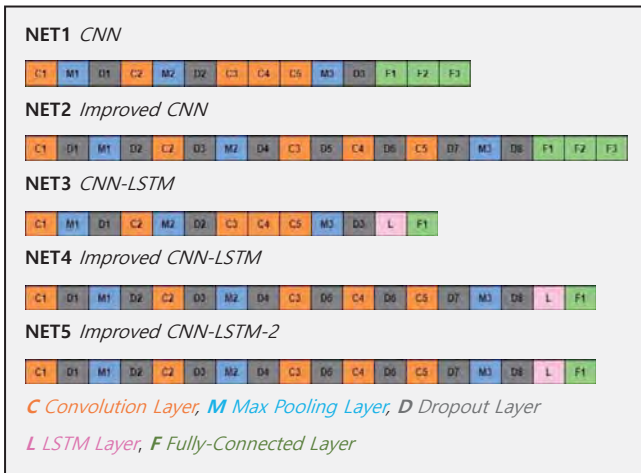 NET1 CNN
C1 M1 D1 C2 M2 D2 C3 C4 C5 M3 D3 F1 F2 F3
NET2 Improved CNN
C1 D1 M1 D2 C2 D3 M2 D4 C3 D5 C4 D6 C5 D7 M3 D8 F1 F2 F3
NET3 CNN-LSTM
C1 M1 D1 C2 M2 D2 C3 C4 C5 M3 D3 L F1
NET4 Improved CNN-LSTM
C1 D1 M1 D2 C2 D3 M2 D4 C3 D6 C4 D6 C5 D7 M3 D8 L F1
NET5 Improved CNN-LSTM-2
C1 D1 M1 D2 C2 D3 M2 D4 C3 D6 C4 D6 C5 D7 M3 D8 L F1
C Convolution Layer, M Max Pooling Layer, D Dropout Layer
L LSTM Layer, F Fully-Connected Layer